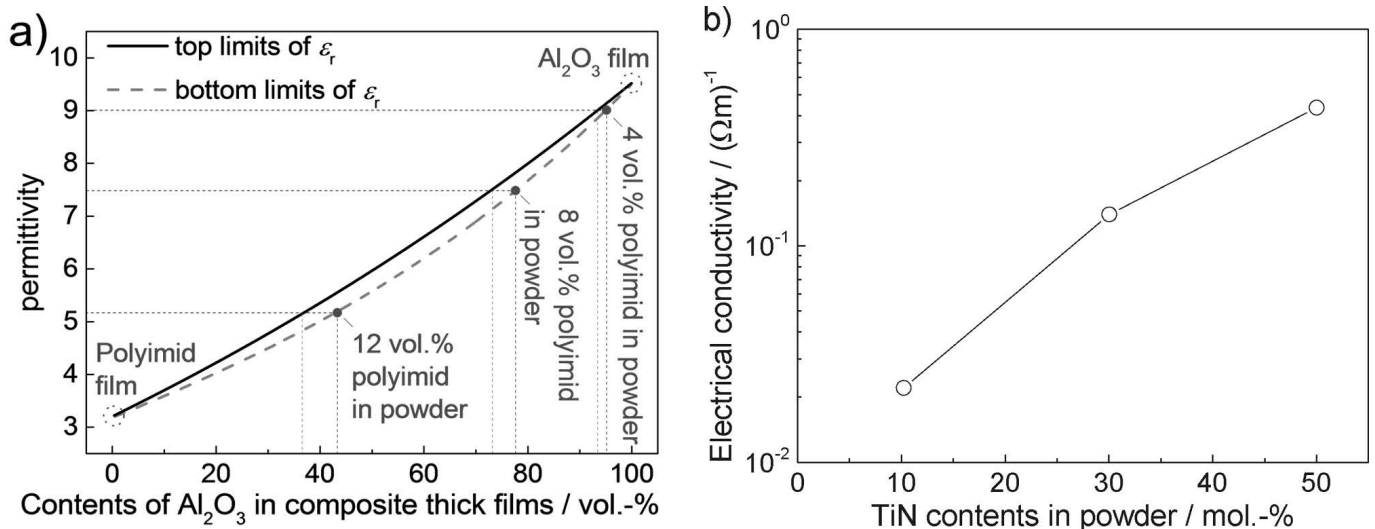 a)
top limits of εr
bottom limits of εr
Al2O3 film
10
9
8
7
6
5
4
3
permittivity
Polyimid
film
12 vol.%
polyimid
in powder
8 vol.% polyimid
in powder
4 vol.% polyimid in powder
0
20
40
60
80
100
Contents of Al2O3 in composite thick films / vol.-%
b)
10^0
10^-1
10^-2
Electrical conductivity / (Ωm)^-1
0
10
20
30
40
50
TiN contents in powder / mol.-%